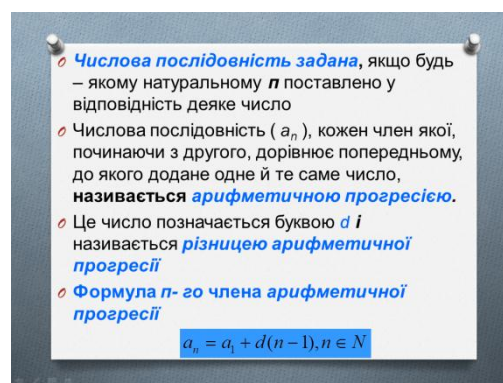 Числова послідовність задана, якщо будь
– якому натуральному п поставлено у
відповідність деяке число
Числова послідовність ( aₙ ), кожен член якої,
починаючи з другого, дорівнює попередньому,
до якого додане одне й те саме число,
називається арифметичною прогресією.
Це число позначається буквою d і
називається різницею арифметичної
прогресії
Формула п- го члена арифметичної
прогресії
aₙ = a₁ + d(n−1), n ∈ N